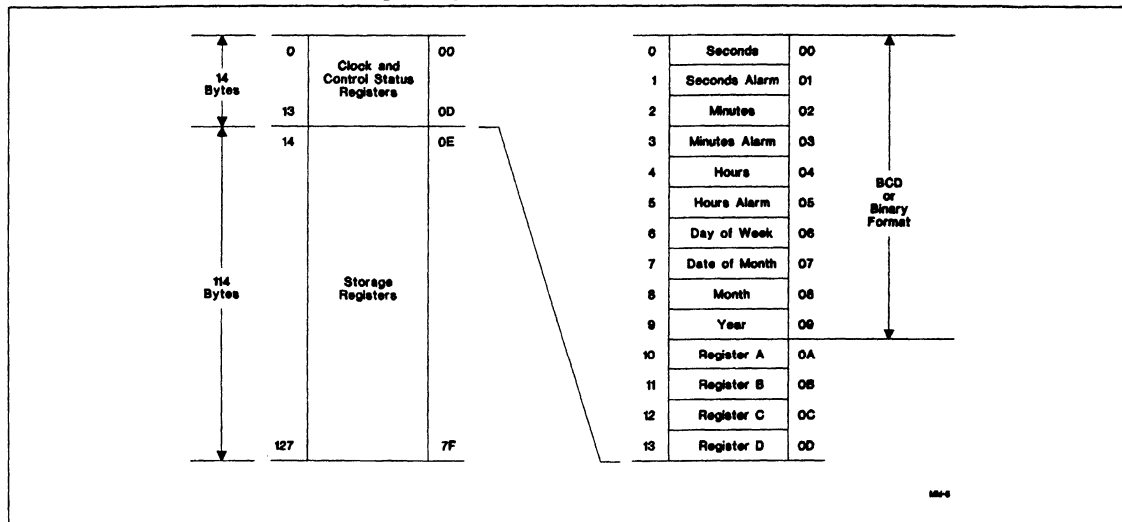 14
Bytes
114
Bytes
0
Clock and
Control Status
Registers
00
13
0D
14
0E
Storage
Registers
127
7F
0 Seconds 00
1 Seconds Alarm 01
2 Minutes 02
3 Minutes Alarm 03
4 Hours 04
5 Hours Alarm 05
6 Day of Week 06
7 Date of Month 07
8 Month 08
9 Year 09
10 Register A 0A
11 Register B 0B
12 Register C 0C
13 Register D 0D
BCD
or
Binary
Format